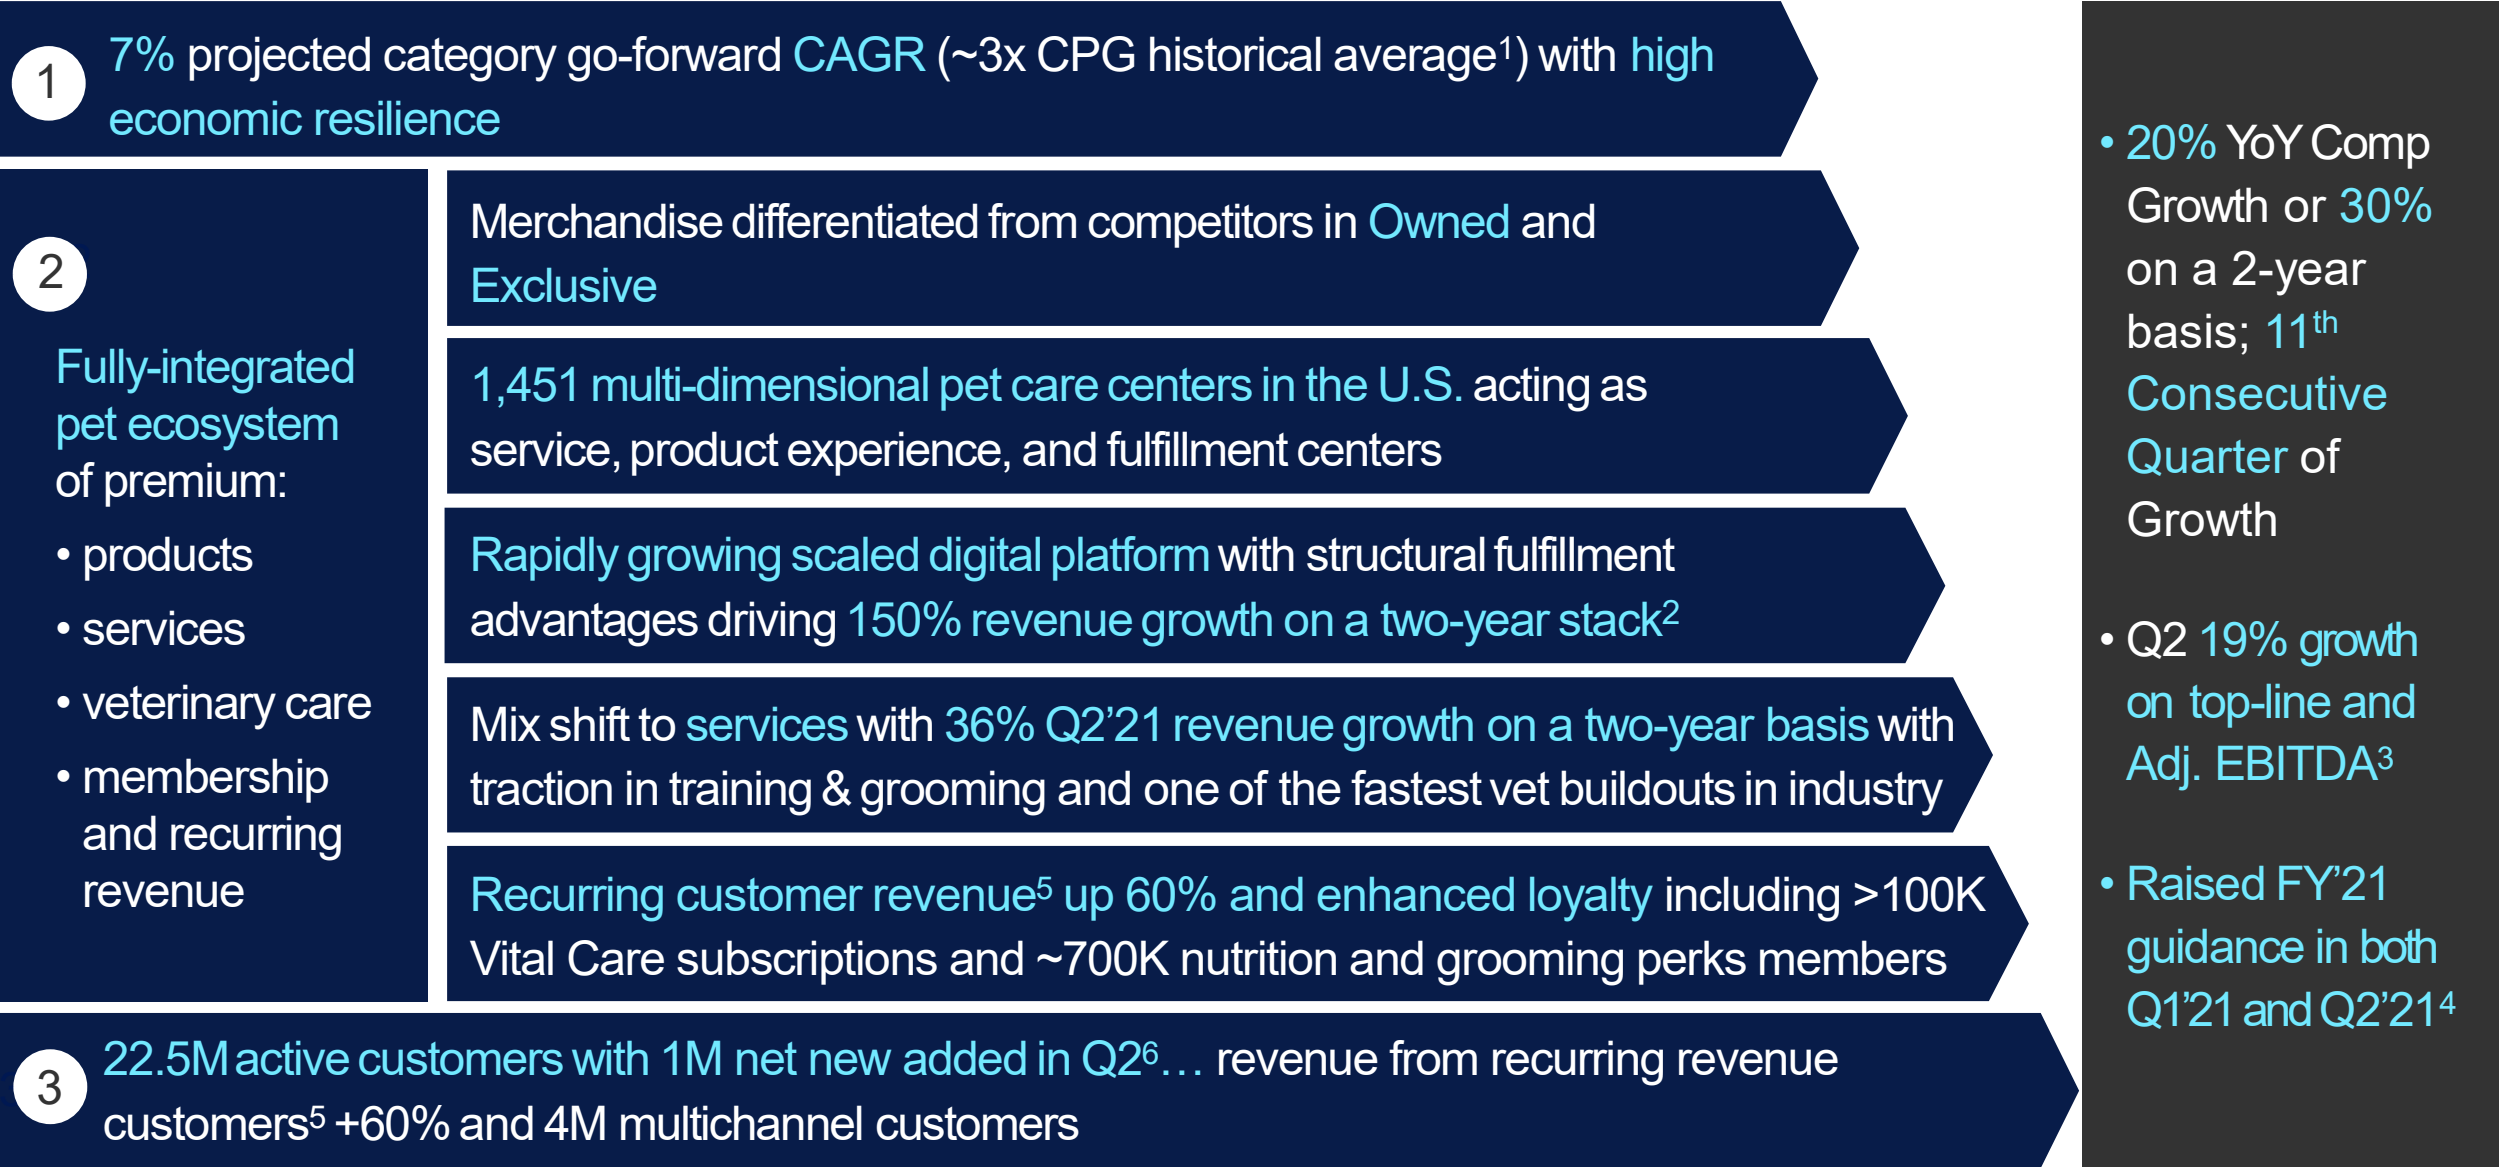 1
7% projected category go-forward CAGR (~3x CPG historical average¹) with high
economic resilience
2
Fully-integrated
pet ecosystem
of premium:
• products
• services
• veterinary care
• membership
and recurring
revenue
Merchandise differentiated from competitors in Owned and
Exclusive
1,451 multi-dimensional pet care centers in the U.S. acting as
service, product experience, and fulfillment centers
Rapidly growing scaled digital platform with structural fulfillment
advantages driving 150% revenue growth on a two-year stack²
Mix shift to services with 36% Q2’21 revenue growth on a two-year basis with
traction in training & grooming and one of the fastest vet buildouts in industry
Recurring customer revenue⁵ up 60% and enhanced loyalty including >100K
Vital Care subscriptions and ~700K nutrition and grooming perks members
3
22.5M active customers with 1M net new added in Q2⁶… revenue from recurring revenue
customers⁵ +60% and 4M multichannel customers
• 20% YoY Comp
Growth or 30%
on a 2-year
basis; 11th
Consecutive
Quarter of
Growth
• Q2 19% growth
on top-line and
Adj. EBITDA³
• Raised FY’21
guidance in both
Q1’21 and Q2’21⁴